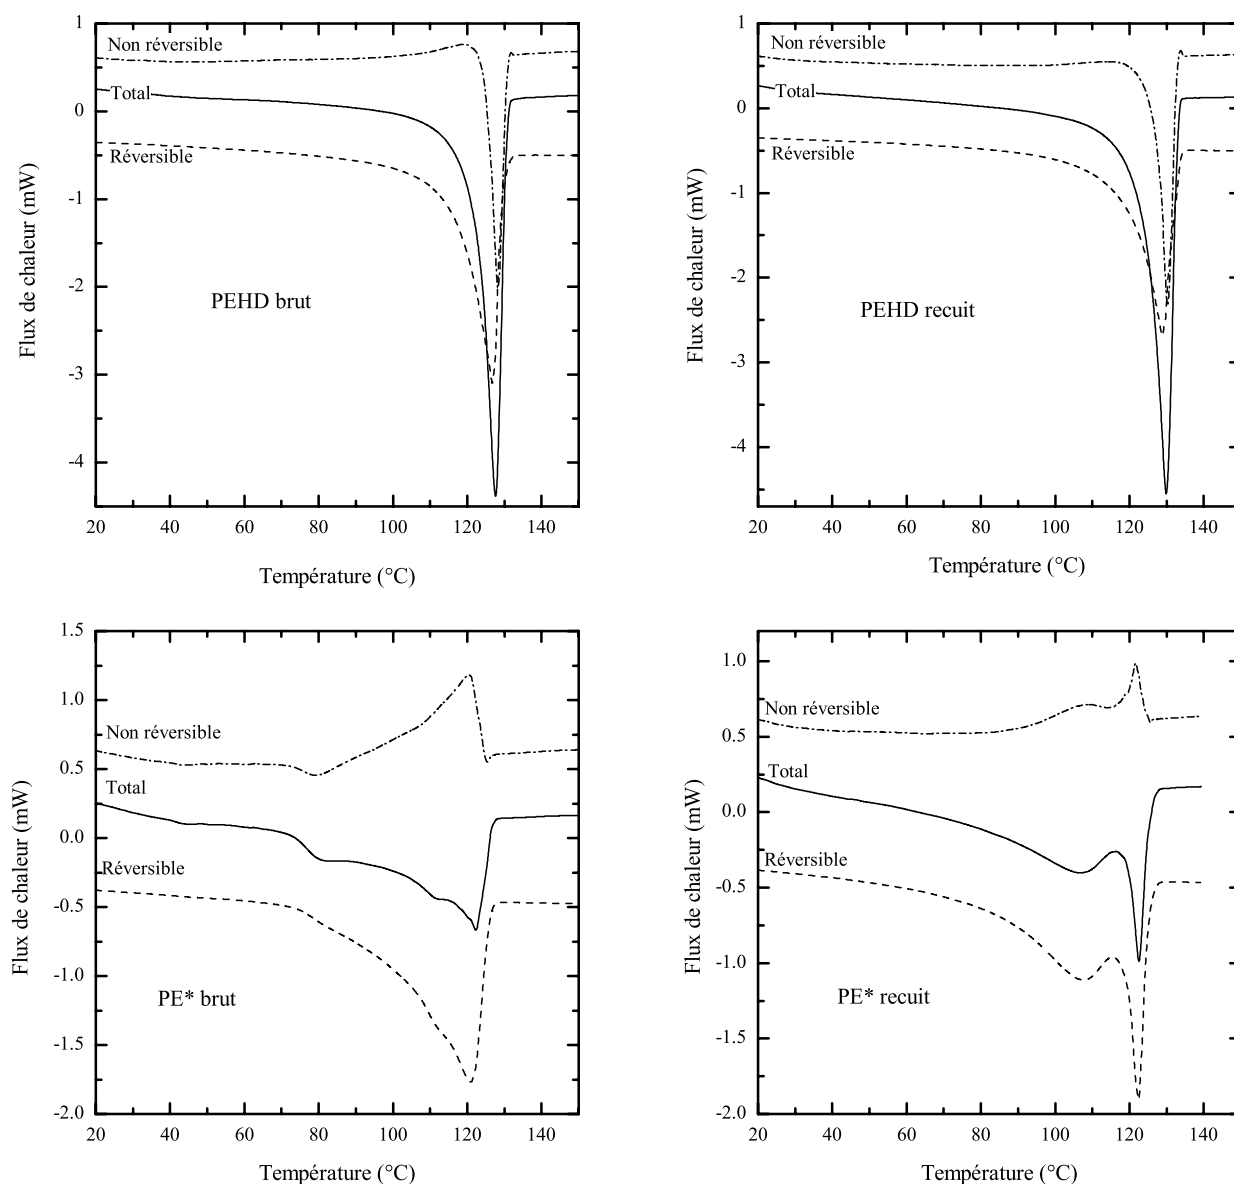 1
Non réversible
Total
0
Réversible
-1
-2
PEHD brut
-3
-4
20 40 60 80 100 120 140
Température (°C)
Flux de chaleur (mW)
1
Non réversible
Total
0
Réversible
-1
-2
PEHD recuit
-3
-4
20 40 60 80 100 120 140
Température (°C)
Flux de chaleur (mW)
1.5
1.0
Non réversible
0.5
Total
0.0
Réversible
-0.5
-1.0
PE* brut
-1.5
-2.0
20 40 60 80 100 120 140
Température (°C)
Flux de chaleur (mW)
1.0
Non réversible
0.5
Total
0.0
Réversible
-0.5
-1.0
PE* recuit
-1.5
-2.0
20 40 60 80 100 120 140
Température (°C)
Flux de chaleur (mW)